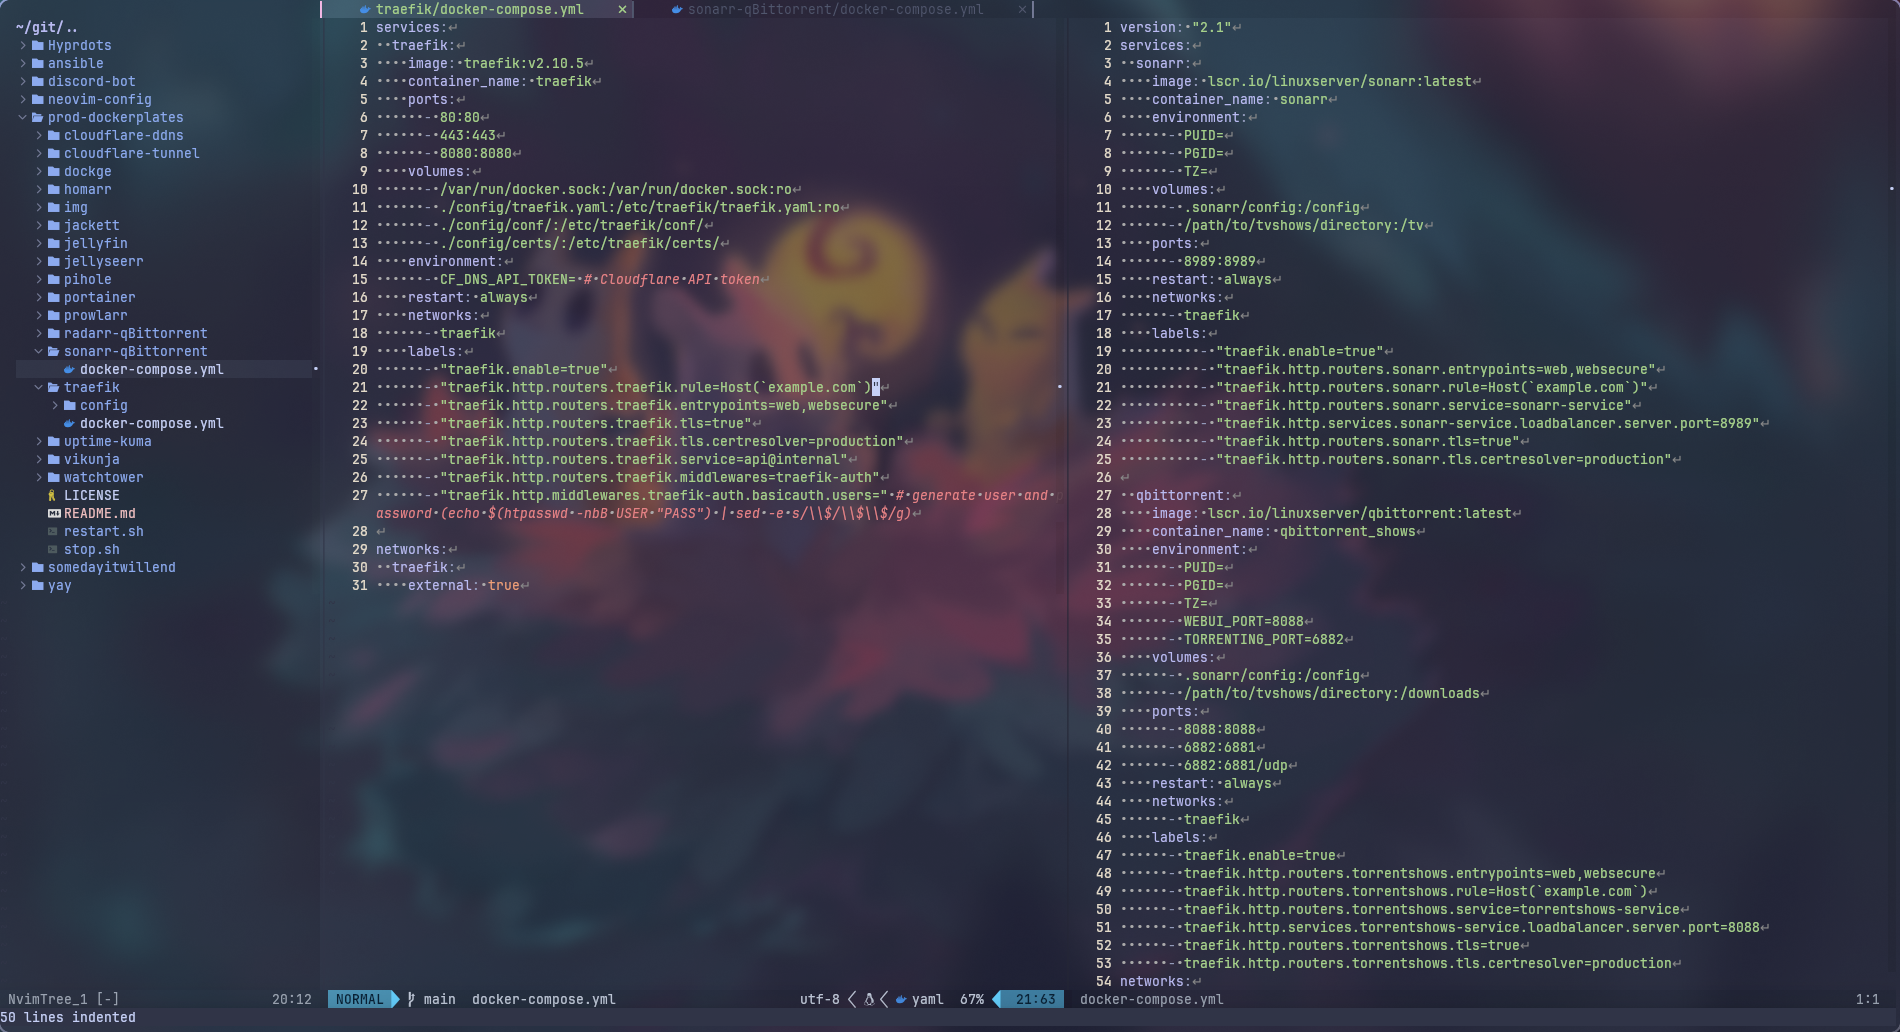 traefik/docker-compose.yml ×
sonarr-qBittorrent/docker-compose.yml ×
~/git/..
Hyprdots
ansible
discord-bot
neovim-config
prod-dockerplates
cloudflare-ddns
cloudflare-tunnel
dockge
homarr
img
jackett
jellyfin
jellyseerr
pihole
portainer
prowlarr
radarr-qBittorrent
sonarr-qBittorrent
docker-compose.yml
traefik
config
docker-compose.yml
uptime-kuma
vikunja
watchtower
LICENSE
README.md
restart.sh
stop.sh
somedayitwillend
yay
1 services:↵
2 ··traefik:↵
3 ····image:·traefik:v2.10.5↵
4 ····container_name:·traefik↵
5 ····ports:↵
6 ······-·80:80↵
7 ······-·443:443↵
8 ······-·8080:8080↵
9 ····volumes:↵
10 ······-·/var/run/docker.sock:/var/run/docker.sock:ro↵
11 ······-·./config/traefik.yaml:/etc/traefik/traefik.yaml:ro↵
12 ······-·./config/conf/:/etc/traefik/conf/↵
13 ······-·./config/certs/:/etc/traefik/certs/↵
14 ····environment:↵
15 ······-·CF_DNS_API_TOKEN=·#·Cloudflare·API·token↵
16 ····restart:·always↵
17 ····networks:↵
18 ······-·traefik↵
19 ····labels:↵
20 ······-·"traefik.enable=true"↵
21 ······-·"traefik.http.routers.traefik.rule=Host(`example.com`)"↵
22 ······-·"traefik.http.routers.traefik.entrypoints=web,websecure"↵
23 ······-·"traefik.http.routers.traefik.tls=true"↵
24 ······-·"traefik.http.routers.traefik.tls.certresolver=production"↵
25 ······-·"traefik.http.routers.traefik.service=api@internal"↵
26 ······-·"traefik.http.routers.traefik.middlewares=traefik-auth"↵
27 ······-·"traefik.http.middlewares.traefik-auth.basicauth.users="·#·generate·user·and·p
assword·(echo·$(htpasswd·-nbB·USER·"PASS")·|·sed·-e·s/\\$/\\$\\$/g)↵
28 ↵
29 networks:↵
30 ··traefik:↵
31 ····external:·true↵
1 version:·"2.1"↵
2 services:↵
3 ··sonarr:↵
4 ····image:·lscr.io/linuxserver/sonarr:latest↵
5 ····container_name:·sonarr↵
6 ····environment:↵
7 ······-·PUID=↵
8 ······-·PGID=↵
9 ······-·TZ=↵
10 ····volumes:↵
11 ······-·.sonarr/config:/config↵
12 ······-·/path/to/tvshows/directory:/tv↵
13 ····ports:↵
14 ······-·8989:8989↵
15 ····restart:·always↵
16 ····networks:↵
17 ······-·traefik↵
18 ····labels:↵
19 ··········-·"traefik.enable=true"↵
20 ··········-·"traefik.http.routers.sonarr.entrypoints=web,websecure"↵
21 ··········-·"traefik.http.routers.sonarr.rule=Host(`example.com`)"↵
22 ··········-·"traefik.http.routers.sonarr.service=sonarr-service"↵
23 ··········-·"traefik.http.services.sonarr-service.loadbalancer.server.port=8989"↵
24 ··········-·"traefik.http.routers.sonarr.tls=true"↵
25 ··········-·"traefik.http.routers.sonarr.tls.certresolver=production"↵
26 ↵
27 ··qbittorrent:↵
28 ····image:·lscr.io/linuxserver/qbittorrent:latest↵
29 ····container_name:·qbittorrent_shows↵
30 ····environment:↵
31 ······-·PUID=↵
32 ······-·PGID=↵
33 ······-·TZ=↵
34 ······-·WEBUI_PORT=8088↵
35 ······-·TORRENTING_PORT=6882↵
36 ····volumes:↵
37 ······-·.sonarr/config:/config↵
38 ······-·/path/to/tvshows/directory:/downloads↵
39 ····ports:↵
40 ······-·8088:8088↵
41 ······-·6882:6881↵
42 ······-·6882:6881/udp↵
43 ····restart:·always↵
44 ····networks:↵
45 ······-·traefik↵
46 ····labels:↵
47 ······-·traefik.enable=true↵
48 ······-·traefik.http.routers.torrentshows.entrypoints=web,websecure↵
49 ······-·traefik.http.routers.torrentshows.rule=Host(`example.com`)↵
50 ······-·traefik.http.routers.torrentshows.service=torrentshows-service↵
51 ······-·traefik.http.services.torrentshows-service.loadbalancer.server.port=8088↵
52 ······-·traefik.http.routers.torrentshows.tls=true↵
53 ······-·traefik.http.routers.torrentshows.tls.certresolver=production↵
54 networks:↵
NvimTree_1 [-] 20:12
NORMAL main docker-compose.yml utf-8 yaml 67% 21:63
docker-compose.yml 1:1
50 lines indented